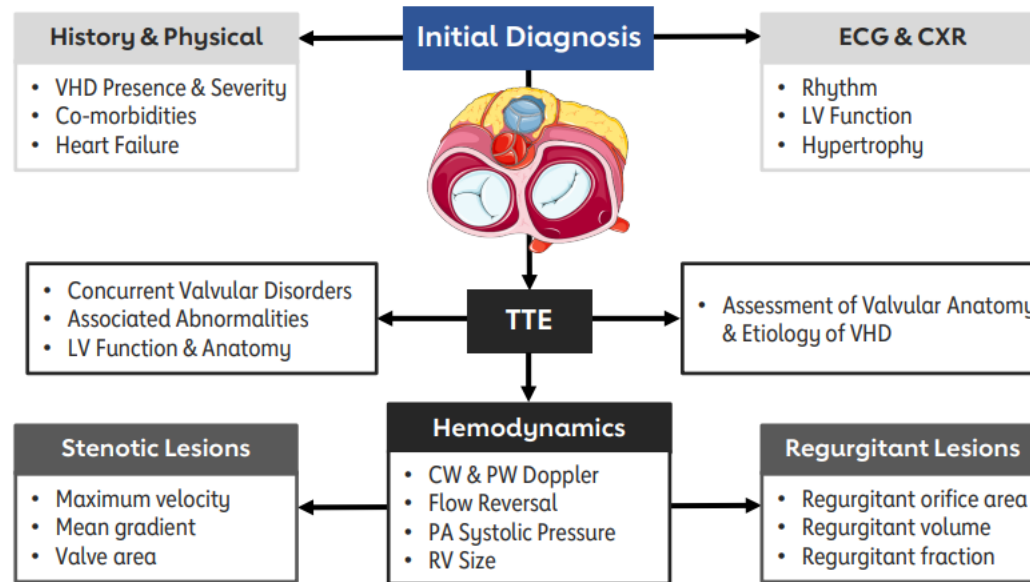 Initial Diagnosis
History & Physical
• VHD Presence & Severity
• Co-morbidities
• Heart Failure
ECG & CXR
• Rhythm
• LV Function
• Hypertrophy
• Concurrent Valvular Disorders
• Associated Abnormalities
• LV Function & Anatomy
TTE
• Assessment of Valvular Anatomy
& Etiology of VHD
Stenotic Lesions
• Maximum velocity
• Mean gradient
• Valve area
Hemodynamics
• CW & PW Doppler
• Flow Reversal
• PA Systolic Pressure
• RV Size
Regurgitant Lesions
• Regurgitant orifice area
• Regurgitant volume
• Regurgitant fraction